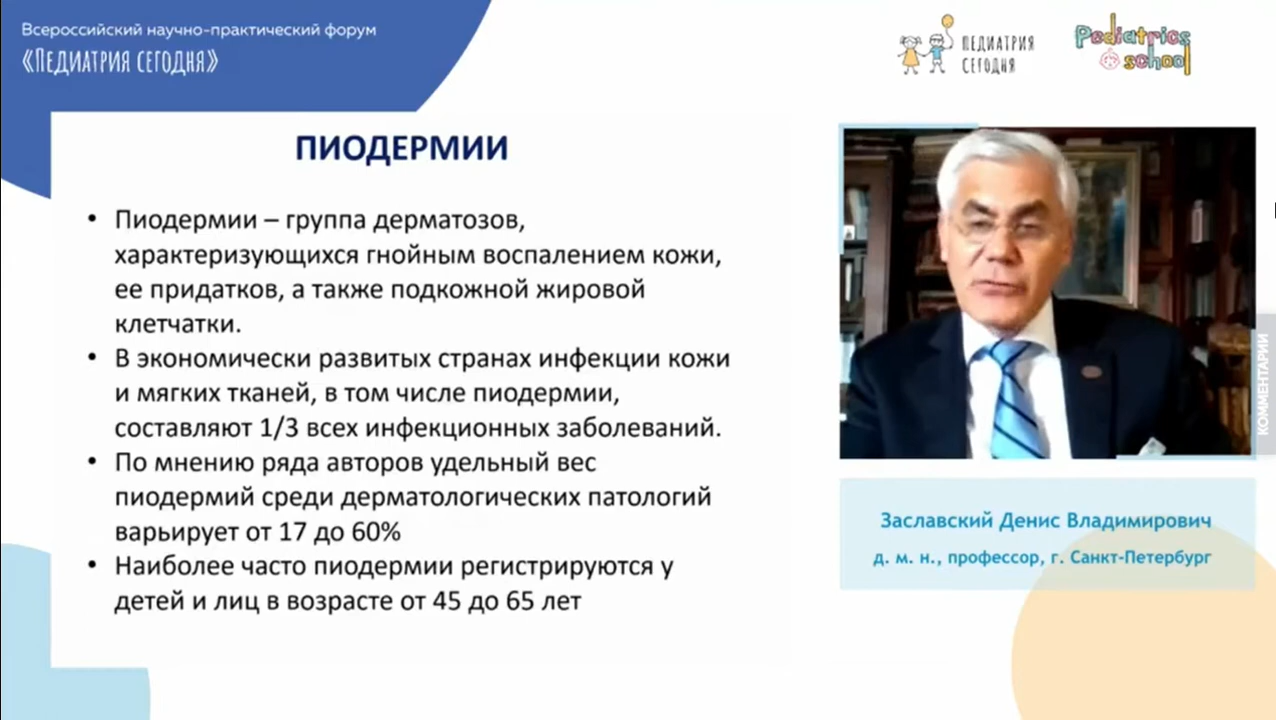 Всероссийский научно-практический форум
«ПЕДИАТРИЯ СЕГОДНЯ»
ПЕДИАТРИЯ
СЕГОДНЯ
Pediatrics
school
ПИОДЕРМИИ
• Пиодермии – группа дерматозов,
характеризующихся гнойным воспалением кожи,
ее придатков, а также подкожной жировой
клетчатки.
• В экономически развитых странах инфекции кожи
и мягких тканей, в том числе пиодермии,
составляют 1/3 всех инфекционных заболеваний.
• По мнению ряда авторов удельный вес
пиодермий среди дерматологических патологий
варьирует от 17 до 60%
• Наиболее часто пиодермии регистрируются у
детей и лиц в возрасте от 45 до 65 лет
КОММЕНТАРИИ
Заславский Денис Владимирович
д. м. н., профессор, г. Санкт-Петербург